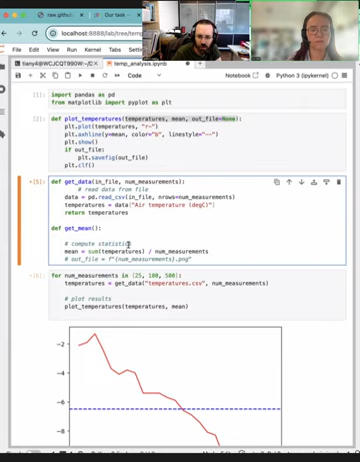 raw.githubus
Our task
localhost:8888/lab/tree/temp
File Edit View Run Kernel Tabs Settings Help
temp_analysis.ipynb
Code
Notebook
Python 3 (ipykernel)
[1]:
import pandas as pd
from matplotlib import pyplot as plt
[2]:
def plot_temperatures(temperatures, mean, out_file=None):
plt.plot(temperatures, "r-")
plt.axhline(y=mean, color="b", linestyle="--")
plt.show()
if out_file:
plt.savefig(out_file)
plt.clf()
[5]:
def get_data(in_file, num_measurements):
# read data from file
data = pd.read_csv(in_file, nrows=num_measurements)
temperatures = data["Air temperature (degC)"]
return temperatures
def get_mean():
# compute statistics
mean = sum(temperatures) / num_measurements
# out_file = f"{num_measurements}.png"
[6]:
for num_measurements in [25, 100, 500]:
temperatures = get_data("temperatures.csv", num_measurements)
# plot results
plot_temperatures(temperatures, mean)
−2
−4
−6
−8